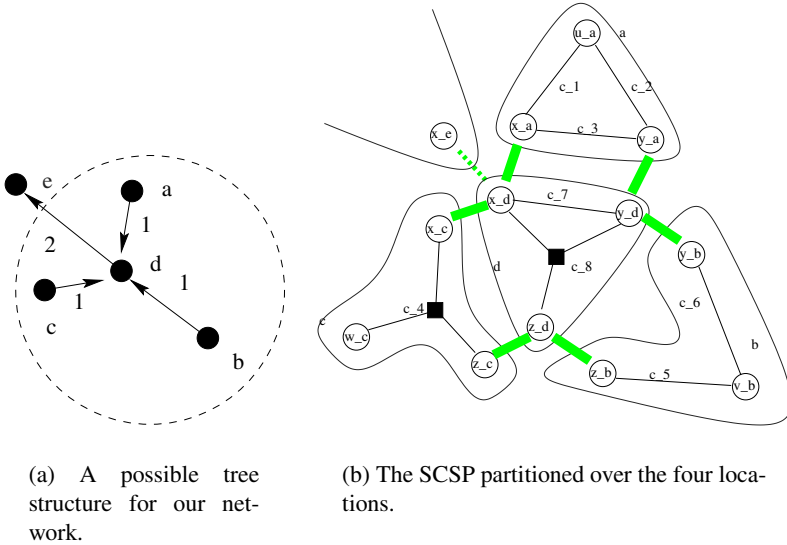 e
a
1
2
d
1
1
c
b
u_a
a
c_1
c_2
x_a
c_3
y_a
x_e
x_d
c_7
y_d
x_c
y_b
d
c_8
c_6
c
c_4
z_d
b
w_c
z_c
z_b
c_5
v_b
(a) A possible tree
structure for our net-
work.
(b) The SCSP partitioned over the four loca-
tions.